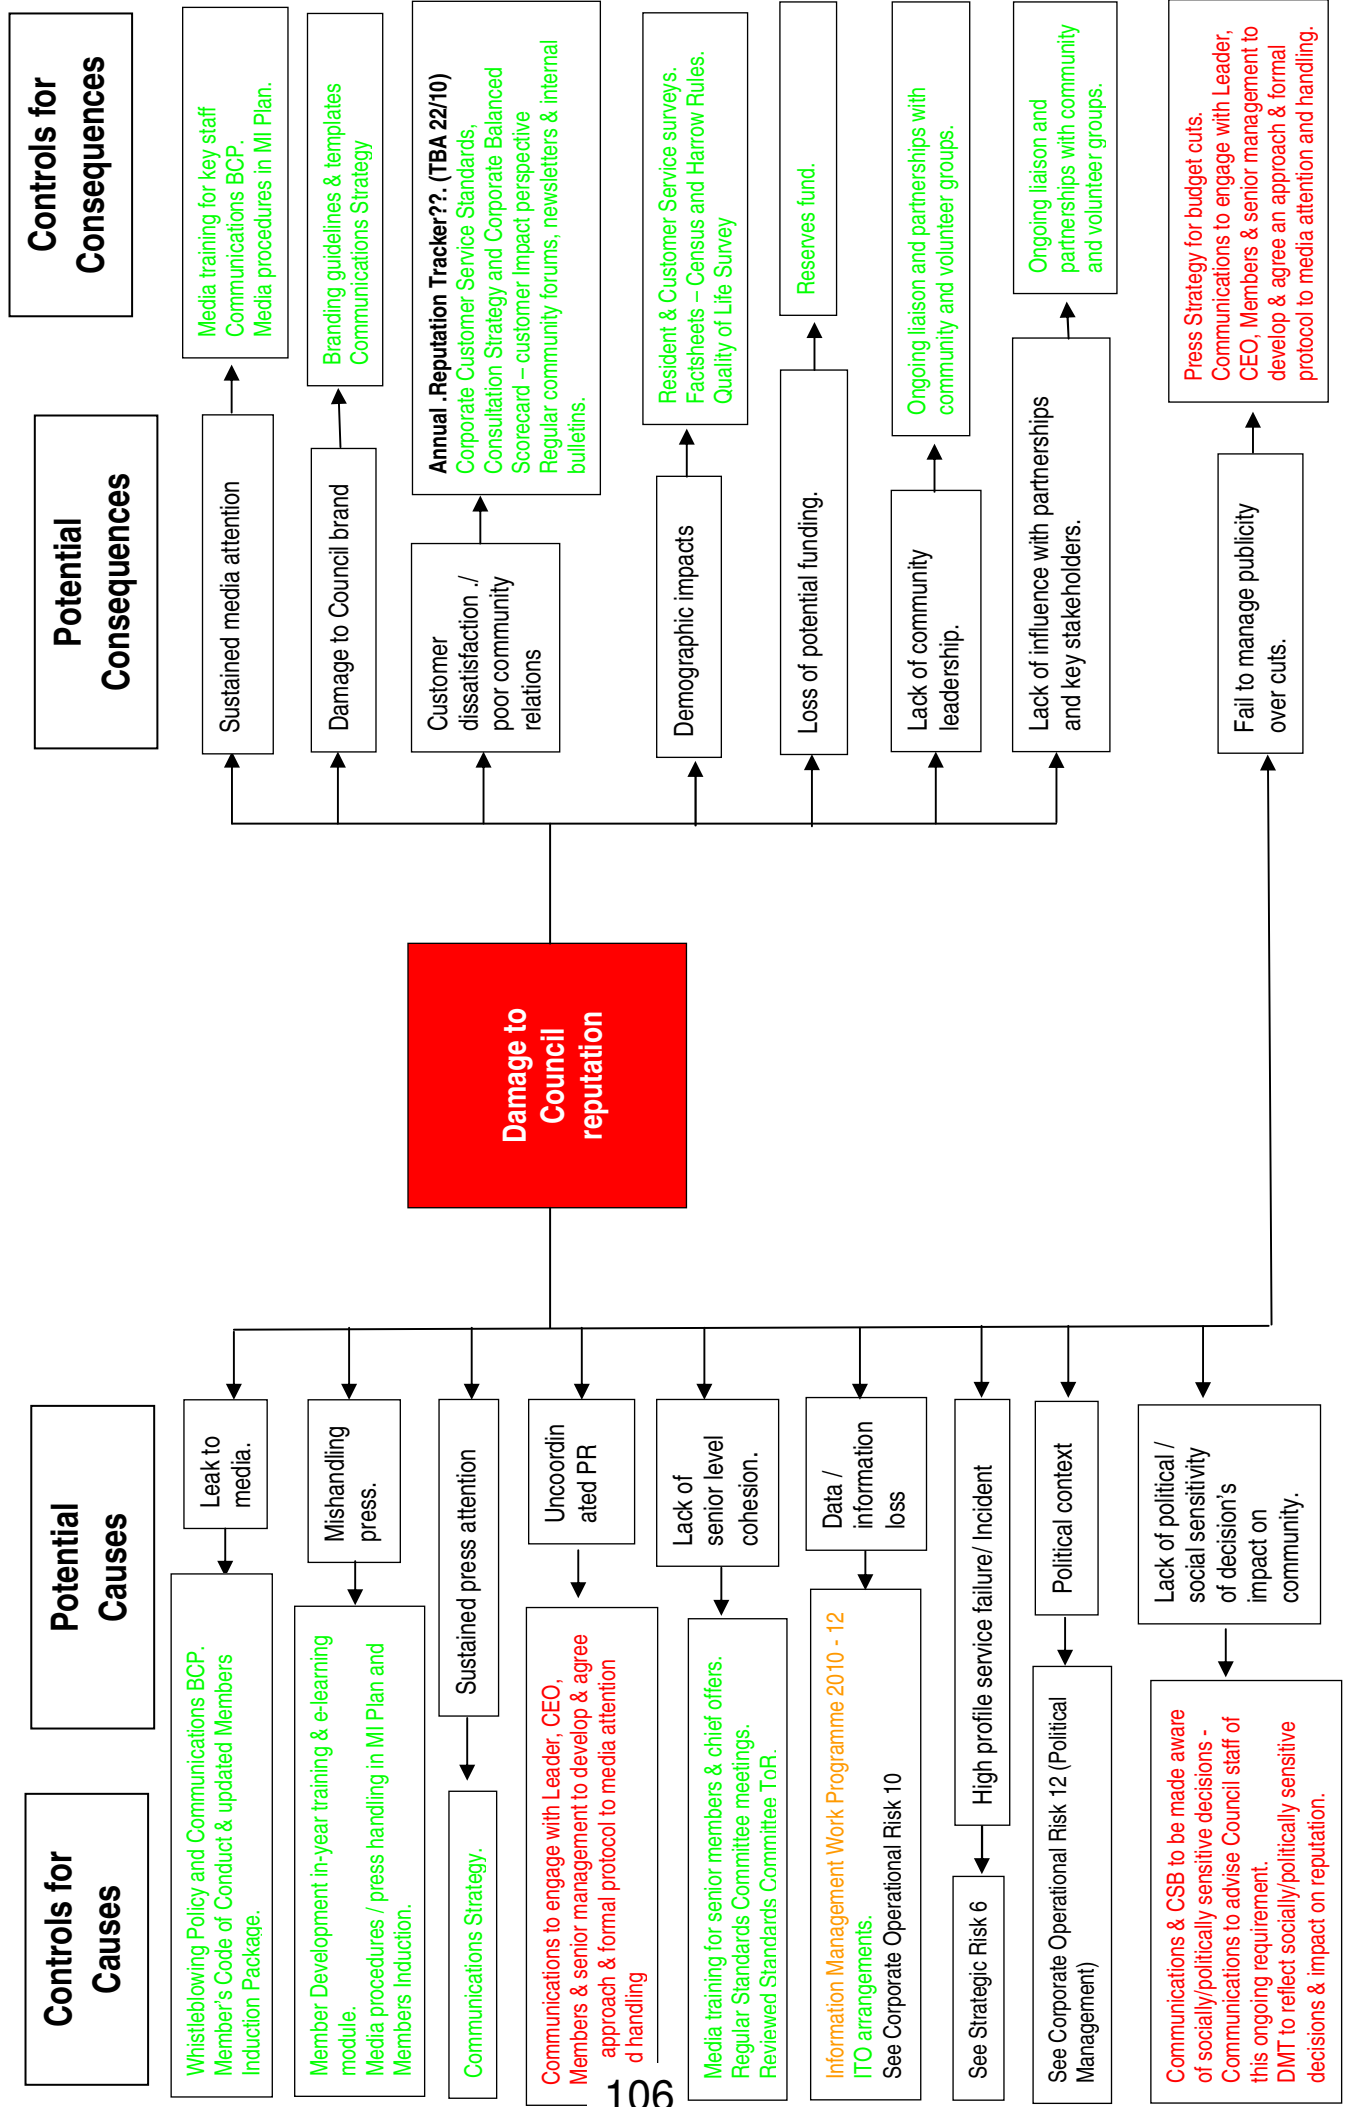 Controls for
Causes
Potential
Causes
Potential
Consequences
Controls for
Consequences
Whistleblowing Policy and Communications BCP.
Member's Code of Conduct & updated Members
Induction Package.
Leak to
media.
Member Development in-year training & e-learning
module.
Media procedures / press handling in MI Plan and
Members Induction.
Mishandling
press.
Communications Strategy.
Sustained press attention
Communications to engage with Leader, CEO,
Members & senior management to develop & agree
approach & formal protocol to media attention
d handling
Uncoordin
ated PR
Media training for senior members & chief offers.
Regular Standards Committee meetings.
Reviewed Standards Committee ToR.
Lack of
senior level
cohesion.
Information Management Work Programme 2010 - 12
ITO arrangements.
See Corporate Operational Risk 10
Data /
information
loss
See Strategic Risk 6
High profile service failure/ Incident
See Corporate Operational Risk 12 (Political
Management)
Political context
Communications & CSB to be made aware
of socially/politically sensitive decisions -
Communications to advise Council staff of
this ongoing requirement.
DMT to reflect socially/politically sensitive
decisions & impact on reputation.
Lack of political /
social sensitivity
of decision's
impact on
community.
Damage to
Council
reputation
Sustained media attention
Media training for key staff
Communications BCP.
Media procedures in MI Plan.
Damage to Council brand
Branding guidelines & templates
Communications Strategy
Customer
dissatisfaction ./
poor community
relations
Annual .Reputation Tracker??. (TBA 22/10)
Corporate Customer Service Standards,
Consultation Strategy and Corporate Balanced
Scorecard – customer Impact perspective
Regular community forums, newsletters & internal
bulletins.
Demographic impacts
Resident & Customer Service surveys.
Factsheets – Census and Harrow Rules.
Quality of Life Survey
Loss of potential funding.
Reserves fund.
Lack of community
leadership.
Ongoing liaison and partnerships with
community and volunteer groups.
Lack of influence with partnerships
and key stakeholders.
Ongoing liaison and
partnerships with community
and volunteer groups.
Fail to manage publicity
over cuts.
Press Strategy for budget cuts.
Communications to engage with Leader,
CEO, Members & senior management to
develop & agree an approach & formal
protocol to media attention and handling.
106